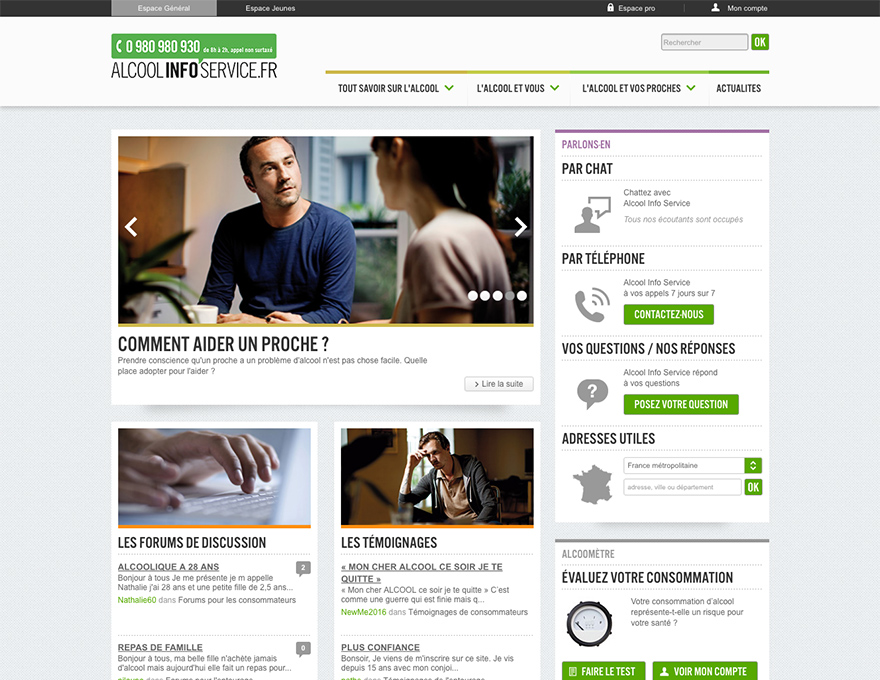 Espace Général
Espace Jeunes
Espace pro
Mon compte
0 980 980 930 de 8h à 2h, appel non surtaxé
ALCOOL INFO SERVICE.FR
Rechercher
OK
TOUT SAVOIR SUR L'ALCOOL
L'ALCOOL ET VOUS
L'ALCOOL ET VOS PROCHES
ACTUALITES
COMMENT AIDER UN PROCHE ?
Prendre conscience qu'un proche a un problème d'alcool n'est pas chose facile. Quelle
place adopter pour l'aider ?
Lire la suite
LES FORUMS DE DISCUSSION
ALCOOLIQUE A 28 ANS
2
Bonjour à tous Je me présente je m appelle
Nathalie j'ai 28 ans et une petite fille de 2,5 ans...
Nathalie60 dans Forums pour les consommateurs
REPAS DE FAMILLE
0
Bonjour à tous, ma belle fille n'achète jamais
d'alcool mais aujourd'hui elle fait un repas pour...
dans Forums pour l'entourage
LES TÉMOIGNAGES
« MON CHER ALCOOL CE SOIR JE TE
QUITTE »
« Mon cher ALCOOL ce soir je te quitte » C'est
comme une guerre qui est finie mais q...
NewMe2016 dans Témoignages de consommateurs
PLUS CONFIANCE
Bonsoir, Je viens de m'inscrire sur ce site. Je vis
depuis 15 ans avec mon conjoi...
dans Témoignages de l'entourage
PARLONS-EN
PAR CHAT
Chattez avec
Alcool Info Service
Tous nos écoutants sont occupés
PAR TÉLÉPHONE
Alcool Info Service
à vos appels 7 jours sur 7
CONTACTEZ-NOUS
VOS QUESTIONS / NOS RÉPONSES
?
Alcool Info Service répond
à vos questions
POSEZ VOTRE QUESTION
ADRESSES UTILES
France métropolitaine
adresse, ville ou département
OK
ALCOOMÈTRE
ÉVALUEZ VOTRE CONSOMMATION
Votre consommation d'alcool
représente-t-elle un risque pour
votre santé ?
FAIRE LE TEST
VOIR MON COMPTE